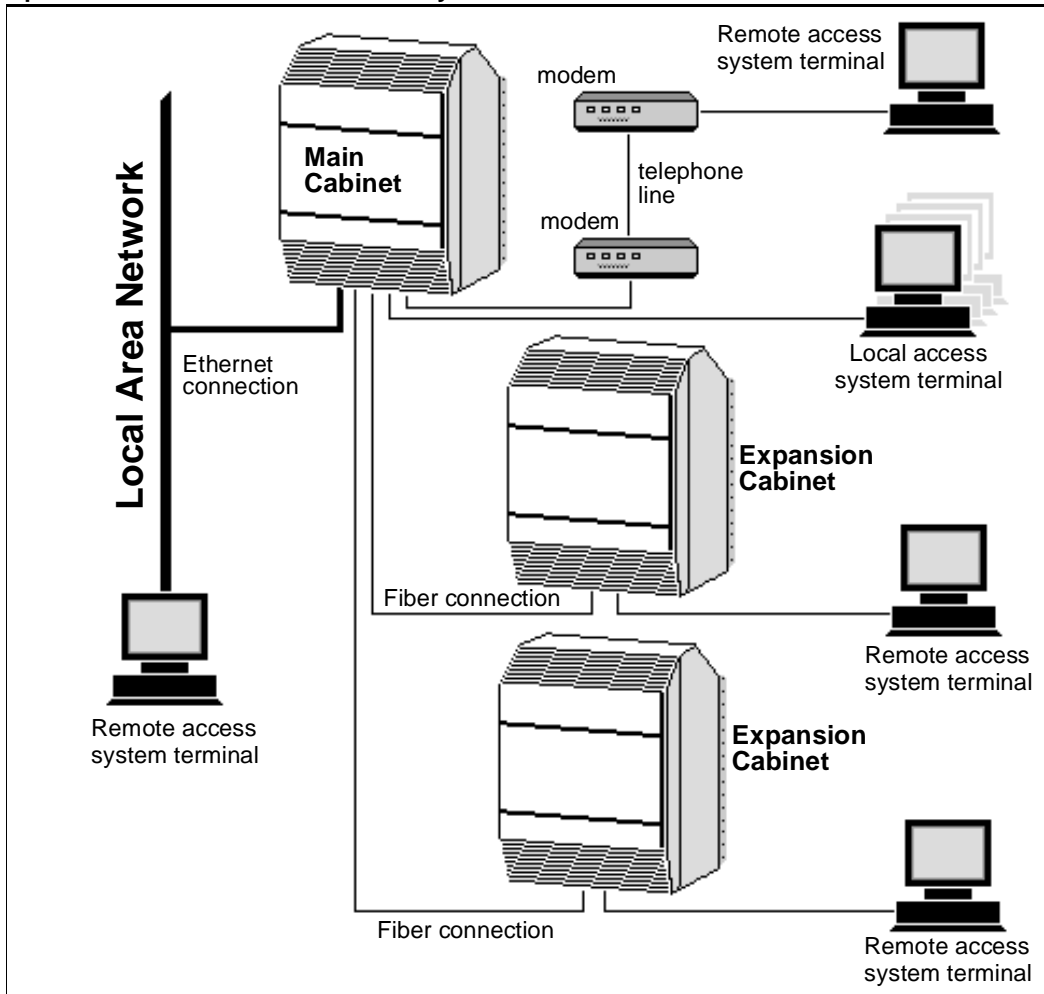 Remote access
system terminal
modem
Main
Cabinet
telephone
line
modem
Local Area Network
Ethernet
connection
Local access
system terminal
Expansion
Cabinet
Fiber connection
Remote access
system terminal
Remote access
system terminal
Expansion
Cabinet
Fiber connection
Remote access
system terminal